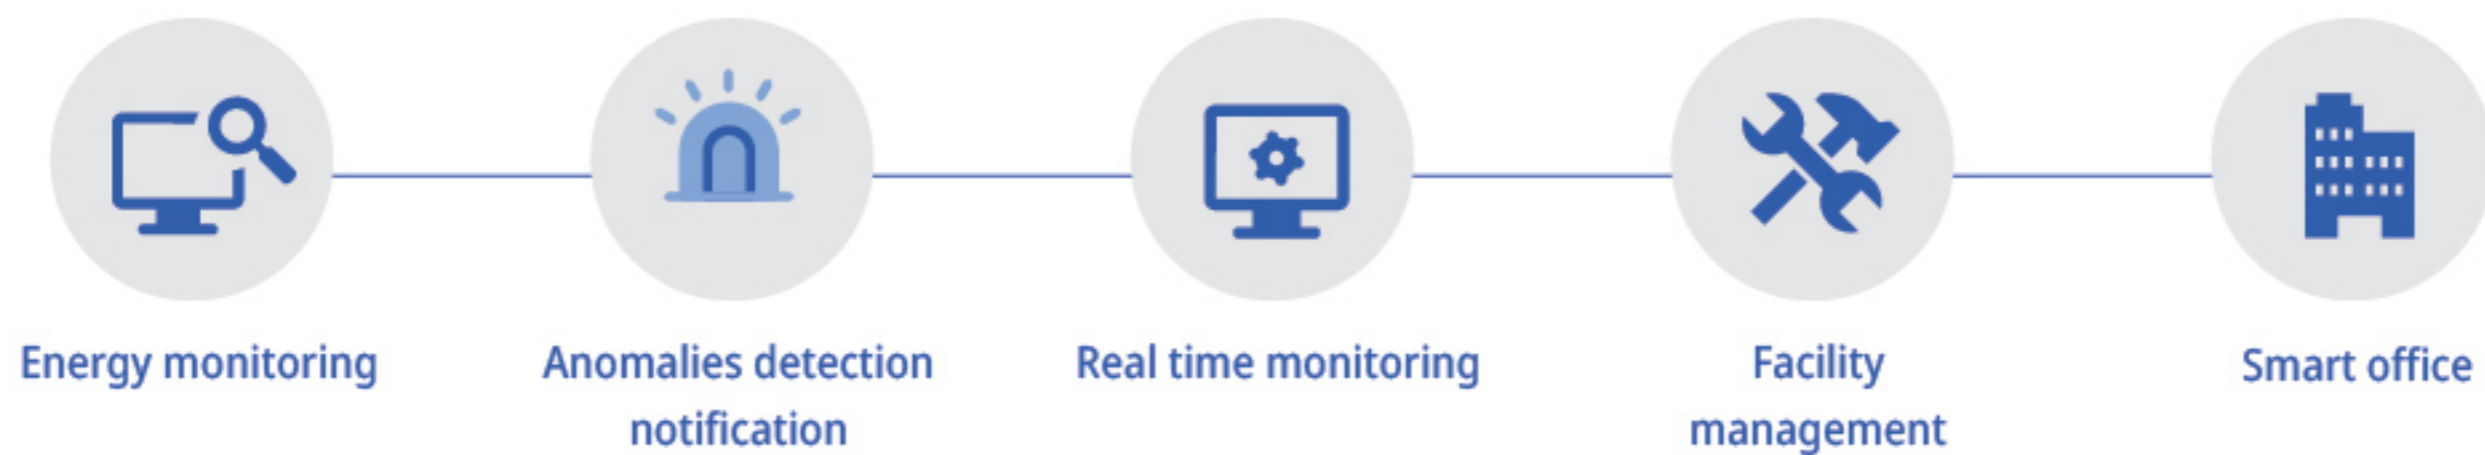 Energy monitoring
Anomalies detection
notification
Real time monitoring
Facility
management
Smart office